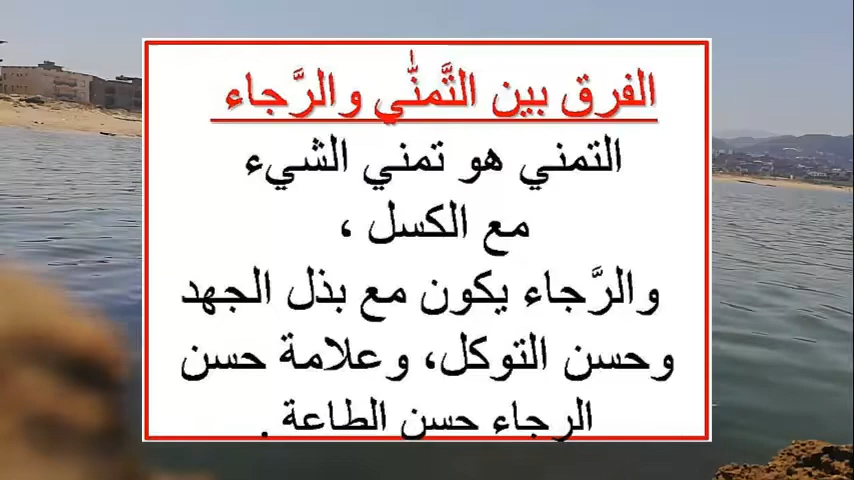 الفرق بين التَّمنِّي والرَّجاء
التمني هو تمني الشيء
مع الكسل ،
والرَّجاء يكون مع بذل الجهد
وحسن التوكل، وعلامة حسن
الرجاء حسن الطاعة .